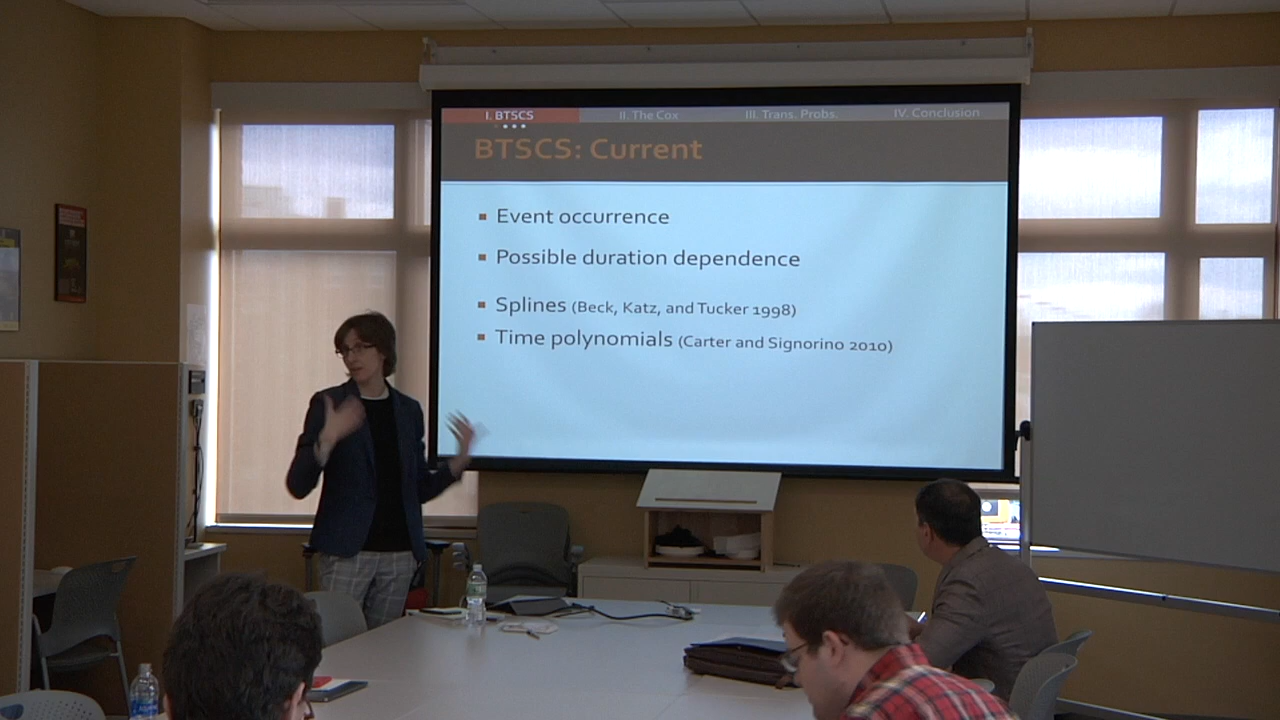 I. BTSCS II. The Cox III. Trans. Probs. IV. Conclusion
BTSCS: Current
Event occurrence
Possible duration dependence
Splines (Beck, Katz, and Tucker 1998)
Time polynomials (Carter and Signorino 2010)